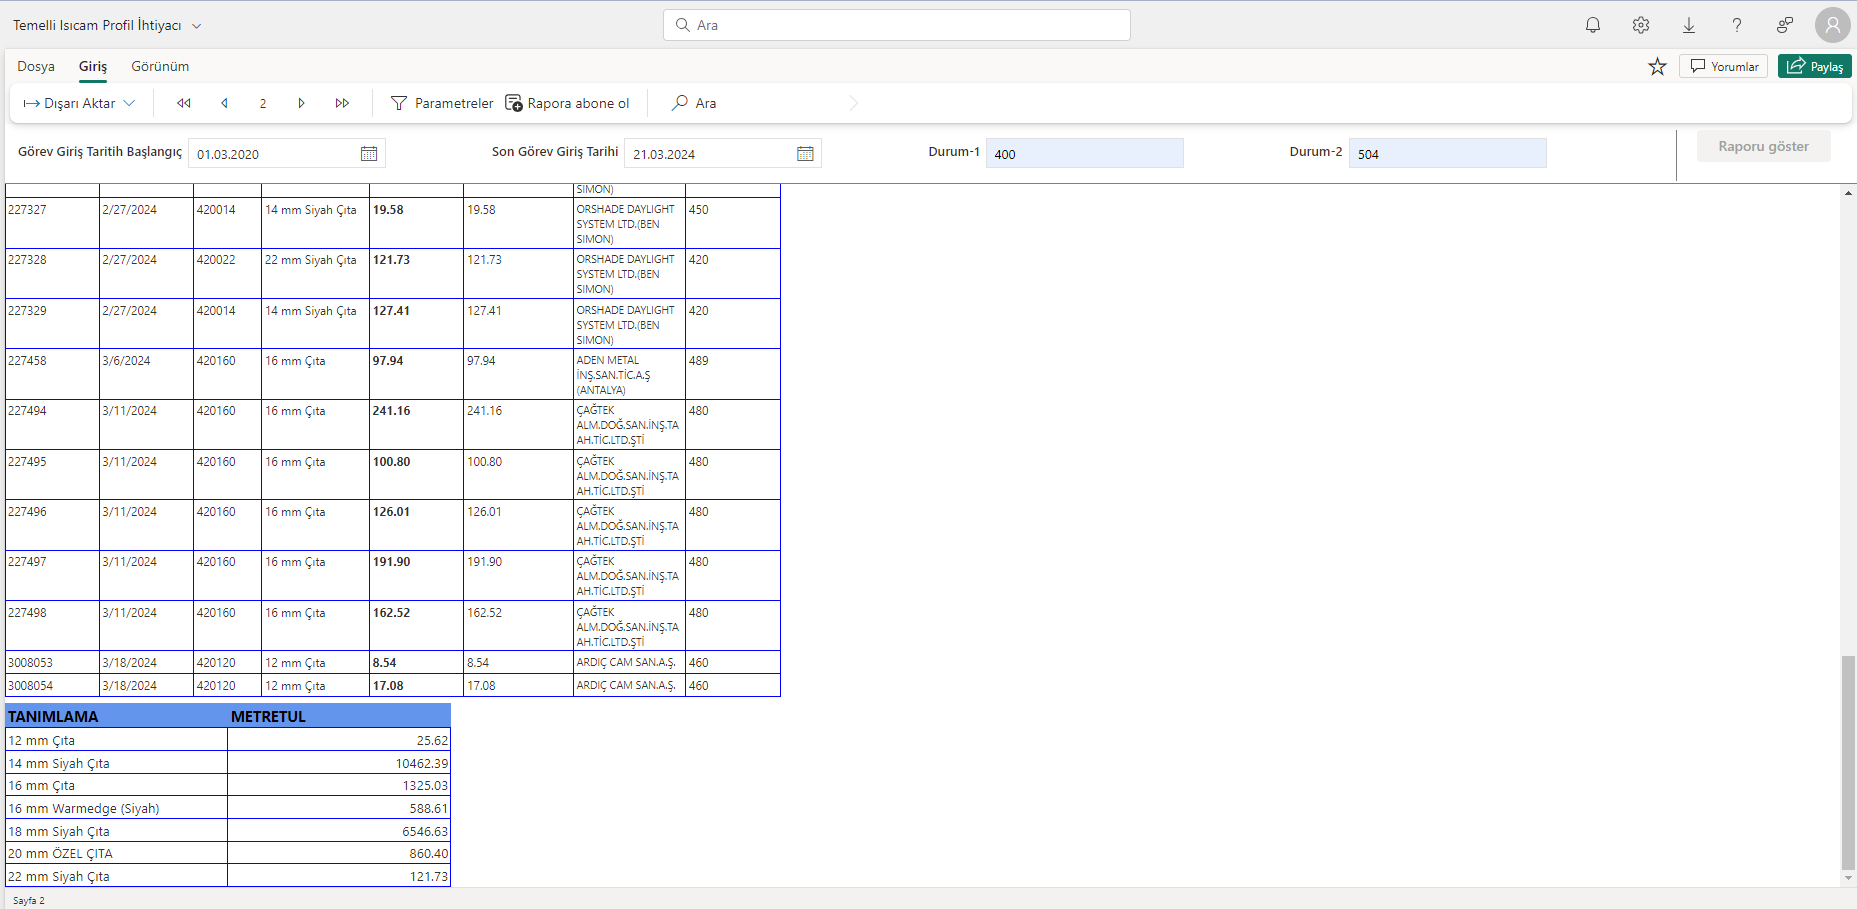 Temelli Isıcam Profil İhtiyacı
Ara
Dosya Giriş Görünüm
Yorumlar Paylaş
Dışarı Aktar 2 Parametreler Rapora abone ol Ara
Görev Giriş Taritih Başlangıç 01.03.2020 Son Görev Giriş Tarihi 21.03.2024 Durum-1 400 Durum-2 504 Raporu göster
SIMON)
227327 2/27/2024 420014 14 mm Siyah Çıta 19.58 19.58 ORSHADE DAYLIGHT 450
SYSTEM LTD.(BEN
SIMON)
227328 2/27/2024 420022 22 mm Siyah Çıta 121.73 121.73 ORSHADE DAYLIGHT 420
SYSTEM LTD.(BEN
SIMON)
227329 2/27/2024 420014 14 mm Siyah Çıta 127.41 127.41 ORSHADE DAYLIGHT 420
SYSTEM LTD.(BEN
SIMON)
227458 3/6/2024 420160 16 mm Çıta 97.94 97.94 ADEN METAL 489
İNŞ.SAN.TİC.A.Ş
(ANTALYA)
227494 3/11/2024 420160 16 mm Çıta 241.16 241.16 ÇAĞTEK 480
ALM.DOĞ.SAN.İNŞ.TA
AH.TİC.LTD.ŞTİ
227495 3/11/2024 420160 16 mm Çıta 100.80 100.80 ÇAĞTEK 480
ALM.DOĞ.SAN.İNŞ.TA
AH.TİC.LTD.ŞTİ
227496 3/11/2024 420160 16 mm Çıta 126.01 126.01 ÇAĞTEK 480
ALM.DOĞ.SAN.İNŞ.TA
AH.TİC.LTD.ŞTİ
227497 3/11/2024 420160 16 mm Çıta 191.90 191.90 ÇAĞTEK 480
ALM.DOĞ.SAN.İNŞ.TA
AH.TİC.LTD.ŞTİ
227498 3/11/2024 420160 16 mm Çıta 162.52 162.52 ÇAĞTEK 480
ALM.DOĞ.SAN.İNŞ.TA
AH.TİC.LTD.ŞTİ
3008053 3/18/2024 420120 12 mm Çıta 8.54 8.54 ARDIÇ CAM SAN.A.Ş. 460
3008054 3/18/2024 420120 12 mm Çıta 17.08 17.08 ARDIÇ CAM SAN.A.Ş. 460
TANIMLAMA METRETUL
12 mm Çıta 25.62
14 mm Siyah Çıta 10462.39
16 mm Çıta 1325.03
16 mm Warmedge (Siyah) 588.61
18 mm Siyah Çıta 6546.63
20 mm ÖZEL ÇITA 860.40
22 mm Siyah Çıta 121.73
Sayfa 2